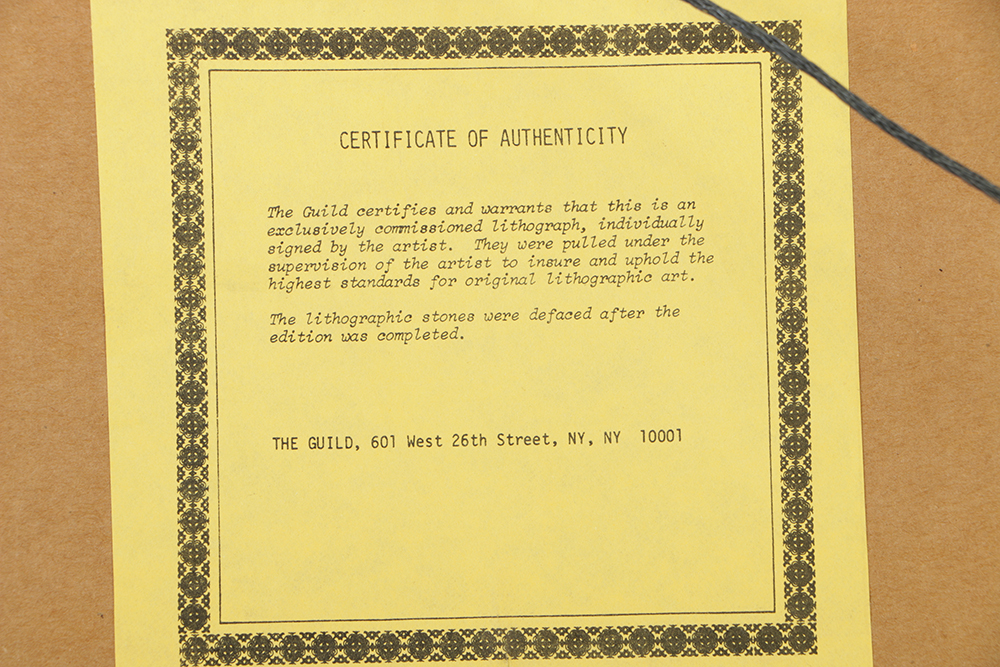 CERTIFICATE OF AUTHENTICITY
The Guild certifies and warrants that this is an
exclusively commissioned lithograph, individually
signed by the artist.  They were pulled under the
supervision of the artist to insure and uphold the
highest standards for original lithographic art.
The lithographic stones were defaced after the
edition was completed.
THE GUILD, 601 West 26th Street, NY, NY  10001